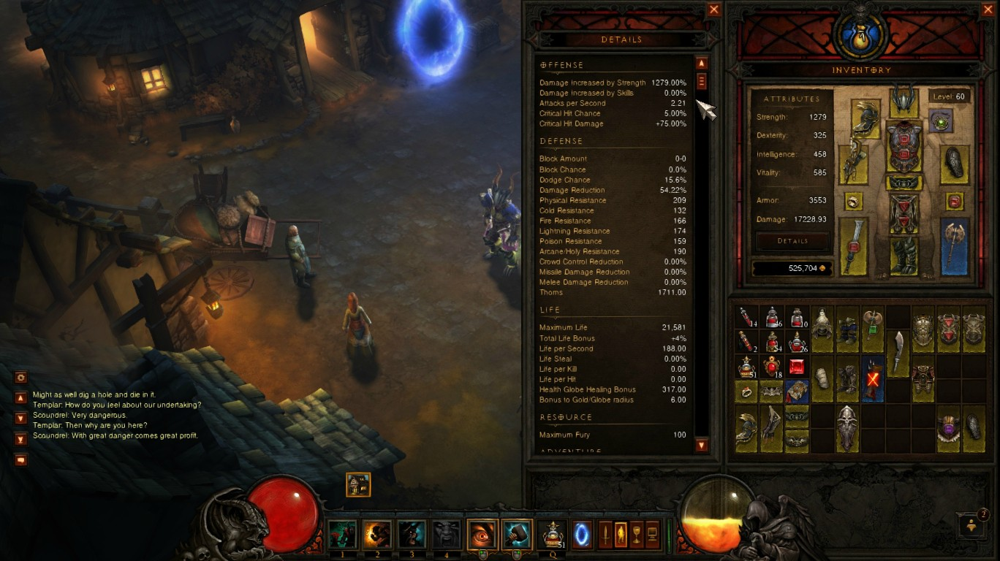 DETAILS
OFFENSE
Damage Increased by Strength 1279.00%
Damage Increased by Skills 0.00%
Attacks per Second 2.21
Critical Hit Chance 5.00%
Critical Hit Damage +75.00%
DEFENSE
Block Amount 0-0
Block Chance 0.0%
Dodge Chance 15.6%
Damage Reduction 54.22%
Physical Resistance 209
Cold Resistance 132
Fire Resistance 166
Lightning Resistance 174
Poison Resistance 159
Arcane/Holy Resistance 190
Crowd Control Reduction 0.00%
Missile Damage Reduction 0.00%
Melee Damage Reduction 0.00%
Thorns 1711.00
LIFE
Maximum Life 21,581
Total Life Bonus +4%
Life per Second 188.00
Life Steal 0.00%
Life per Kill 0.00
Life per Hit 0.00
Health Globe Healing Bonus 317.00
Bonus to Gold/Globe radius 6.00
RESOURCE
Maximum Fury 100
ADVENTURE
INVENTORY
ATTRIBUTES
Level: 60
Strength: 1279
Dexterity: 325
Intelligence: 458
Vitality: 585
Armor: 3553
Damage: 17228.93
DETAILS
525,704
14 46 10
2 54 26
51 18
Might as well dig a hole and die in it.
Templar: How do you feel about our undertaking?
Scoundrel: Very dangerous.
Templar: Then why are you here?
Scoundrel: With great danger comes great profit.
51
1 2 3 4 Q
2